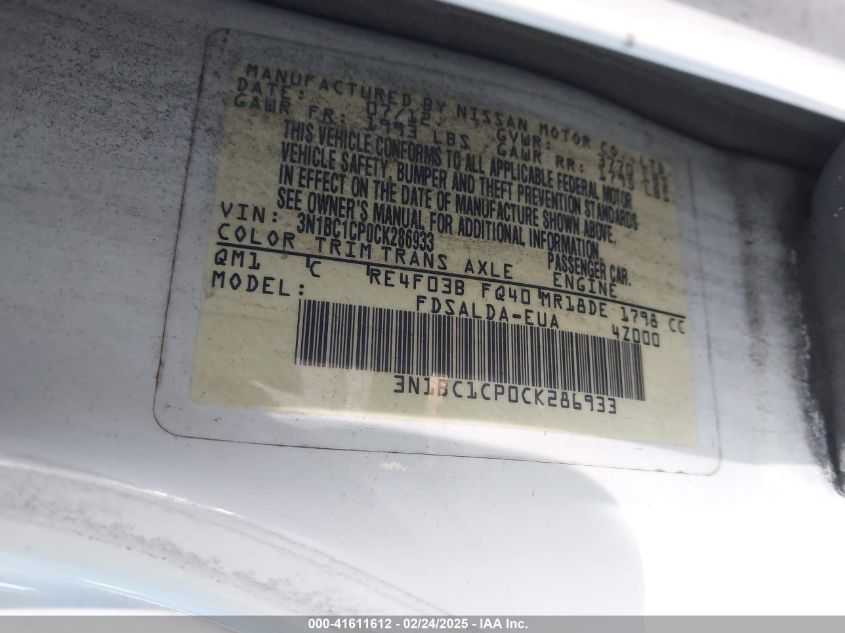 MANUFACTURED BY NISSAN MOTOR CO.,LTD.
DATE: 07/12 GVWR:
GAWR FR: 1993 LBS GAWR RR: 1749 LBS
THIS VEHICLE CONFORMS TO ALL APPLICABLE FEDERAL MOTOR
VEHICLE SAFETY, BUMPER AND THEFT PREVENTION STANDARDS
IN EFFECT ON THE DATE OF MANUFACTURE SHOWN ABOVE.
SEE OWNER'S MANUAL FOR ADDITIONAL INFORMATION.
VIN: 3N1BC1CP0CK286933 PASSENGER CAR.
COLOR TRIM TRANS AXLE ENGINE
QM1 C RE4F03B FQ40 MR18DE 1798 CC
MODEL: FDSALDA-EUA 4Z000
3N1BC1CP0CK286933
000-41611612 - 02/24/2025 - IAA Inc.